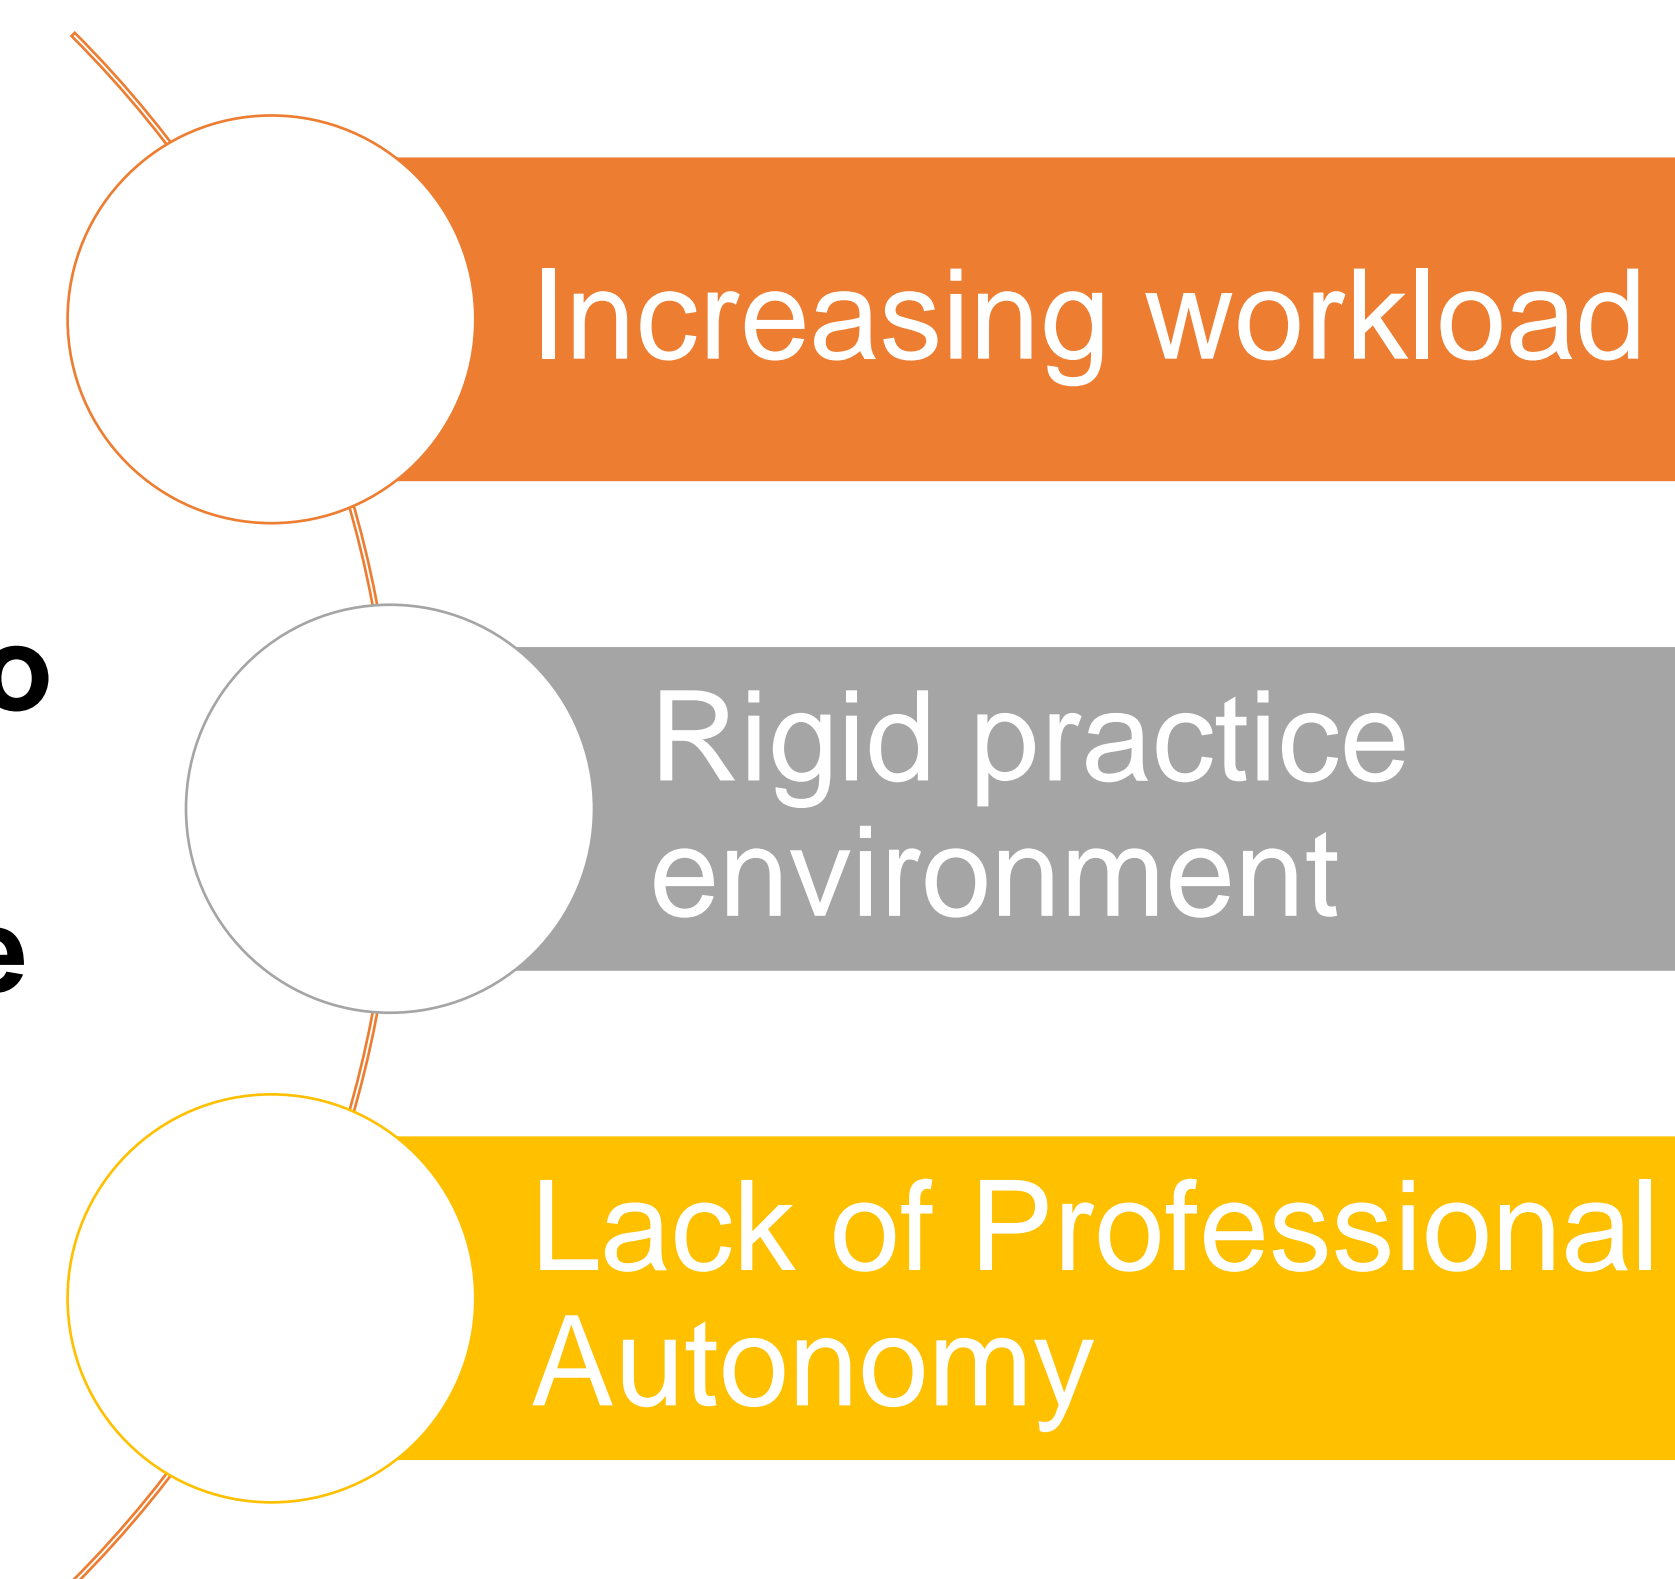 Increasing workload
Rigid practice
environment
Lack of Professional
Autonomy